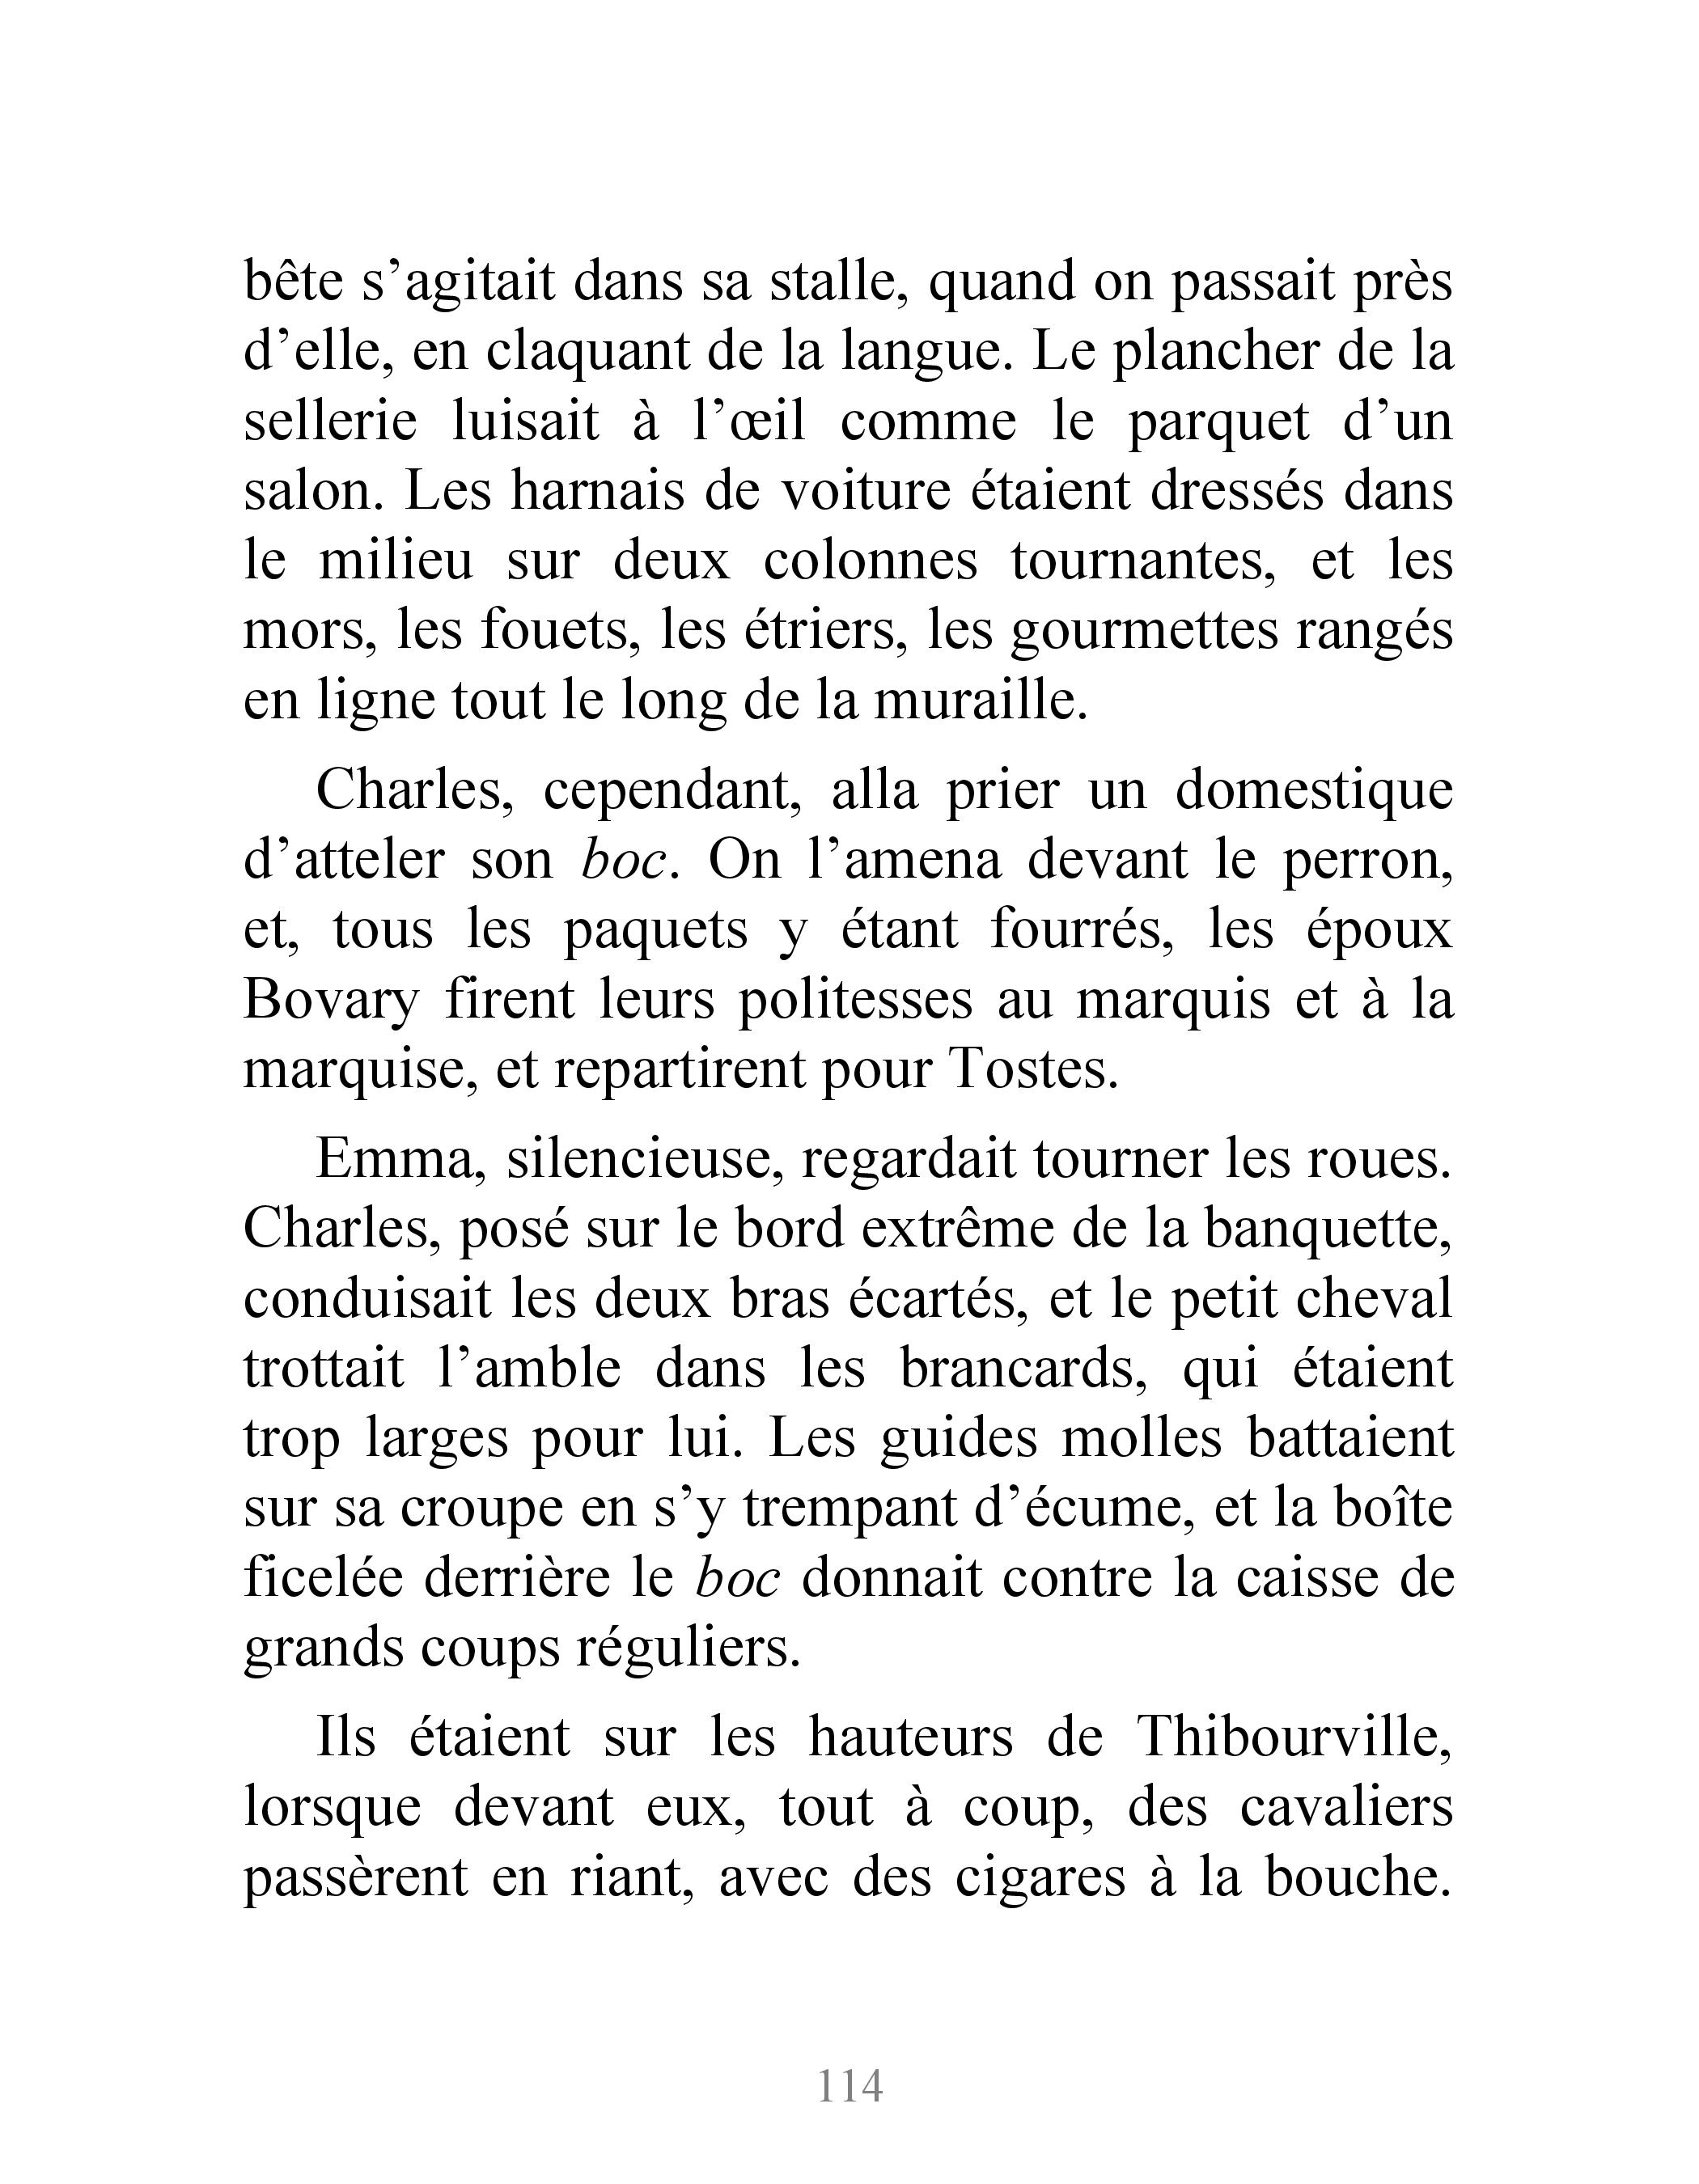 bête s’agitait dans sa stalle, quand on passait près
d’elle, en claquant de la langue. Le plancher de la
sellerie luisait à l’œil comme le parquet d’un
salon. Les harnais de voiture étaient dressés dans
le milieu sur deux colonnes tournantes, et les
mors, les fouets, les étriers, les gourmettes rangés
en ligne tout le long de la muraille.
Charles, cependant, alla prier un domestique
d’atteler son boc. On l’amena devant le perron,
et, tous les paquets y étant fourrés, les époux
Bovary firent leurs politesses au marquis et à la
marquise, et repartirent pour Tostes.
Emma, silencieuse, regardait tourner les roues.
Charles, posé sur le bord extrême de la banquette,
conduisait les deux bras écartés, et le petit cheval
trottait l’amble dans les brancards, qui étaient
trop larges pour lui. Les guides molles battaient
sur sa croupe en s’y trempant d’écume, et la boîte
ficelée derrière le boc donnait contre la caisse de
grands coups réguliers.
Ils étaient sur les hauteurs de Thibourville,
lorsque devant eux, tout à coup, des cavaliers
passèrent en riant, avec des cigares à la bouche.
114